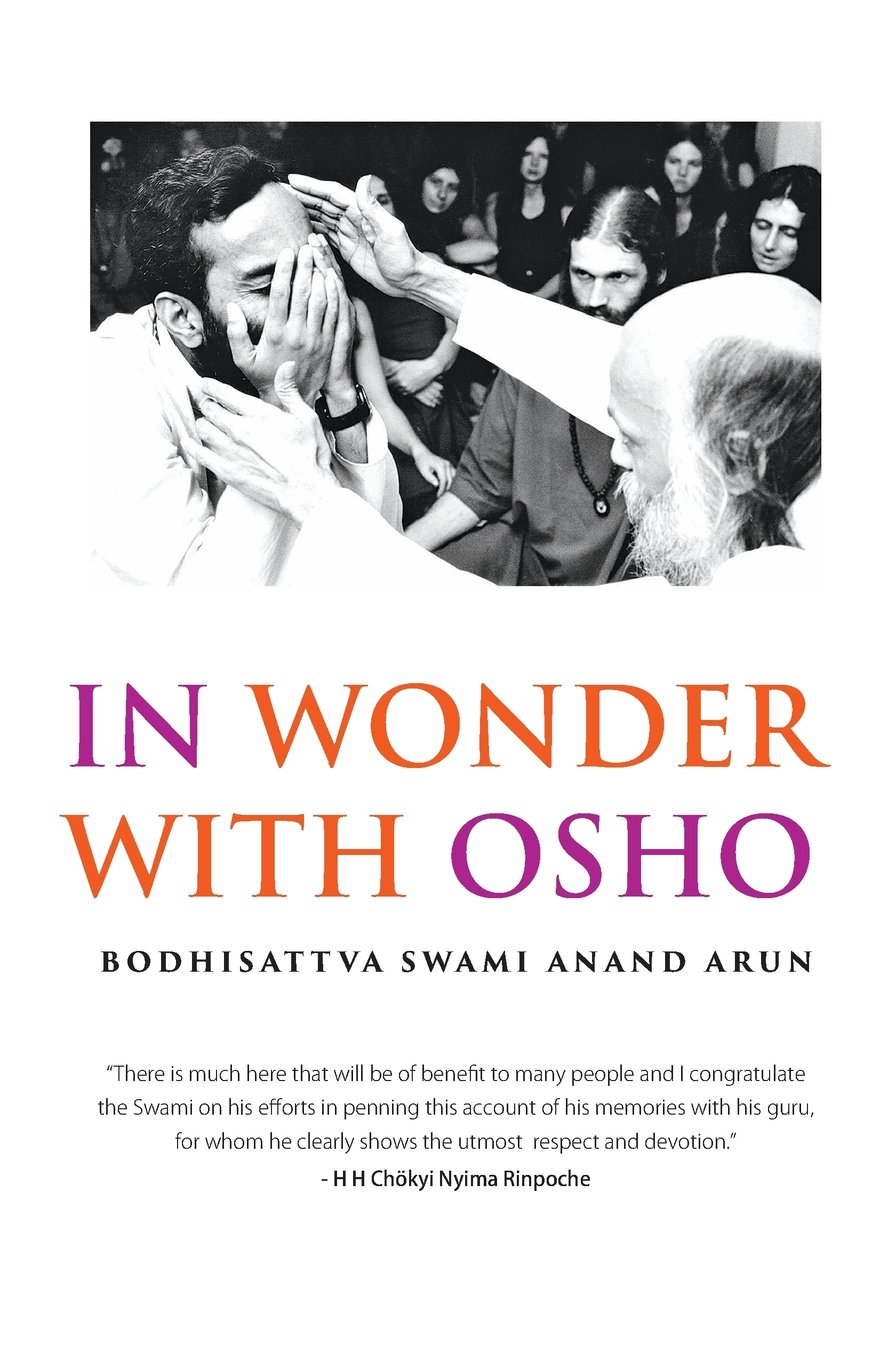 IN WONDER
WITH OSHO
BODHISATTVA SWAMI ANAND ARUN
“There is much here that will be of benefit to many people and I congratulate
the Swami on his efforts in penning this account of his memories with his guru,
for whom he clearly shows the utmost respect and devotion.”
- H H Chökyi Nyima Rinpoche